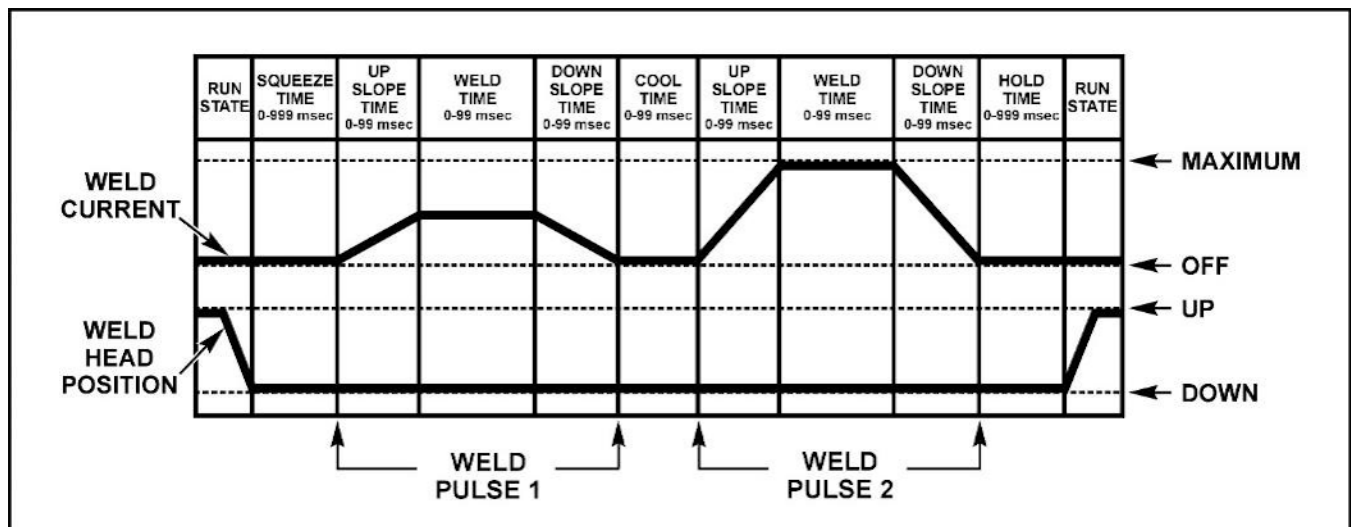 RUN
STATE
SQUEEZE
TIME
0-999 msec
UP
SLOPE
TIME
0-99 msec
WELD
TIME
0-99 msec
DOWN
SLOPE
TIME
0-99 msec
COOL
TIME
0-99 msec
UP
SLOPE
TIME
0-99 msec
WELD
TIME
0-99 msec
DOWN
SLOPE
TIME
0-99 msec
HOLD
TIME
0-999 msec
RUN
STATE
WELD
CURRENT
MAXIMUM
OFF
WELD
HEAD
POSITION
UP
DOWN
WELD
PULSE 1
WELD
PULSE 2